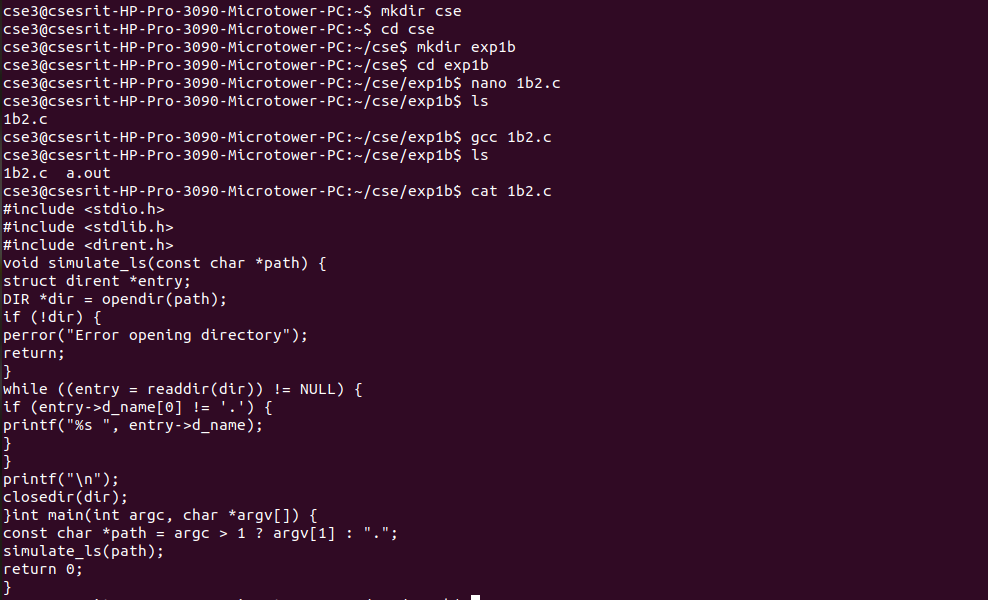 cse3@csesrit-HP-Pro-3090-Microtower-PC:~$ mkdir cse
cse3@csesrit-HP-Pro-3090-Microtower-PC:~$ cd cse
cse3@csesrit-HP-Pro-3090-Microtower-PC:~/cse$ mkdir exp1b
cse3@csesrit-HP-Pro-3090-Microtower-PC:~/cse$ cd exp1b
cse3@csesrit-HP-Pro-3090-Microtower-PC:~/cse/exp1b$ nano 1b2.c
cse3@csesrit-HP-Pro-3090-Microtower-PC:~/cse/exp1b$ ls
1b2.c
cse3@csesrit-HP-Pro-3090-Microtower-PC:~/cse/exp1b$ gcc 1b2.c
cse3@csesrit-HP-Pro-3090-Microtower-PC:~/cse/exp1b$ ls
1b2.c  a.out
cse3@csesrit-HP-Pro-3090-Microtower-PC:~/cse/exp1b$ cat 1b2.c
#include <stdio.h>
#include <stdlib.h>
#include <dirent.h>
void simulate_ls(const char *path) {
struct dirent *entry;
DIR *dir = opendir(path);
if (!dir) {
perror("Error opening directory");
return;
}
while ((entry = readdir(dir)) != NULL) {
if (entry->d_name[0] != '.') {
printf("%s ", entry->d_name);
}
}
printf("\n");
closedir(dir);
}int main(int argc, char *argv[]) {
const char *path = argc > 1 ? argv[1] : ".";
simulate_ls(path);
return 0;
}